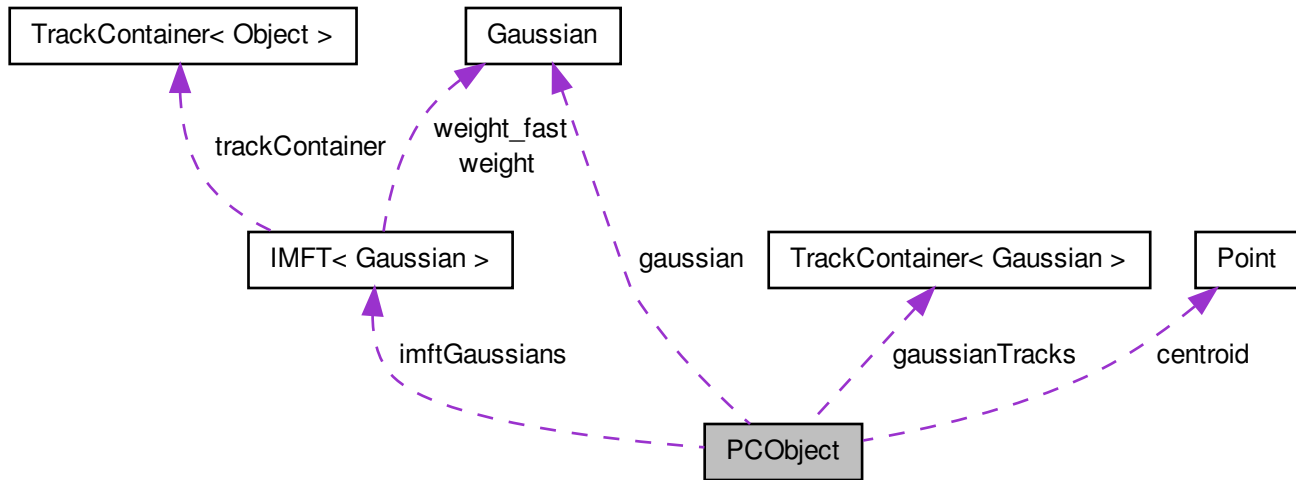 TrackContainer< Object >
Gaussian
trackContainer
weight_fast
weight
IMFT< Gaussian >
gaussian
TrackContainer< Gaussian >
Point
imftGaussians
gaussianTracks
centroid
PCObject